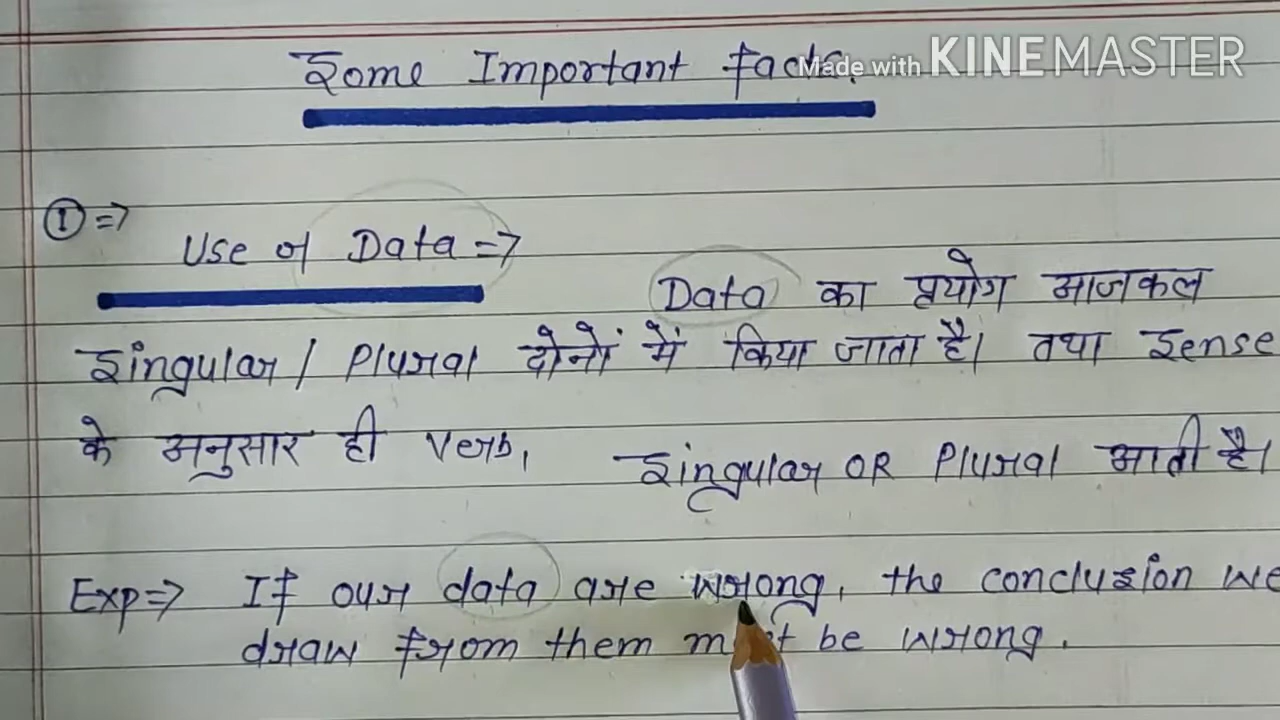 Some Important Facts.
Made with KINEMASTER
① ⇒
Use of Data ⇒
Data का प्रयोग आजकल
Singular / Plural दोनों में किया जाता है। तथा Sense
के अनुसार ही Verb, Singular OR Plural आती है।
Exp ⇒ If our data are wrong, the conclusion we
draw from them must be wrong.